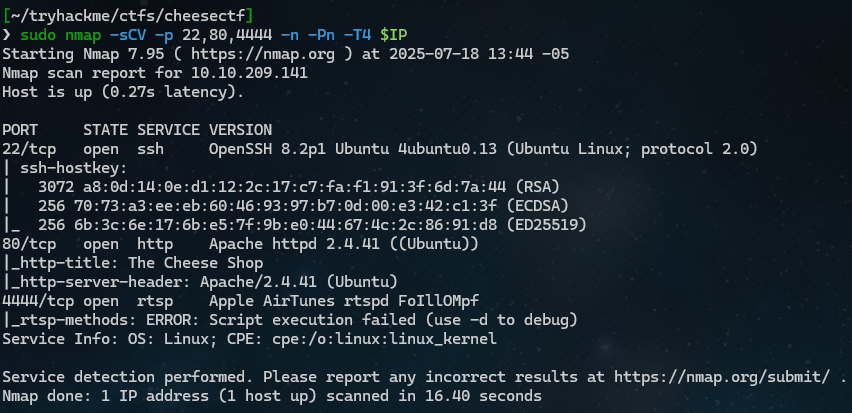 [~/tryhackme/ctfs/cheesectf]
❯ sudo nmap -sCV -p 22,80,4444 -n -Pn -T4 $IP
Starting Nmap 7.95 ( https://nmap.org ) at 2025-07-18 13:44 -05
Nmap scan report for 10.10.209.141
Host is up (0.27s latency).

PORT     STATE SERVICE VERSION
22/tcp   open  ssh     OpenSSH 8.2p1 Ubuntu 4ubuntu0.13 (Ubuntu Linux; protocol 2.0)
| ssh-hostkey:
|   3072 a8:0d:14:0e:d1:12:2c:17:c7:fa:f1:91:3f:6d:7a:44 (RSA)
|   256 70:73:a3:ee:eb:60:46:93:97:b7:0d:00:e3:42:c1:3f (ECDSA)
|_  256 6b:3c:6e:17:6b:e5:7f:9b:e0:44:67:4c:2c:86:91:d8 (ED25519)
80/tcp   open  http    Apache httpd 2.4.41 ((Ubuntu))
|_http-title: The Cheese Shop
|_http-server-header: Apache/2.4.41 (Ubuntu)
4444/tcp open  rtsp    Apple AirTunes rtspd FoIllOMpf
|_rtsp-methods: ERROR: Script execution failed (use -d to debug)
Service Info: OS: Linux; CPE: cpe:/o:linux:linux_kernel

Service detection performed. Please report any incorrect results at https://nmap.org/submit/ .
Nmap done: 1 IP address (1 host up) scanned in 16.40 seconds